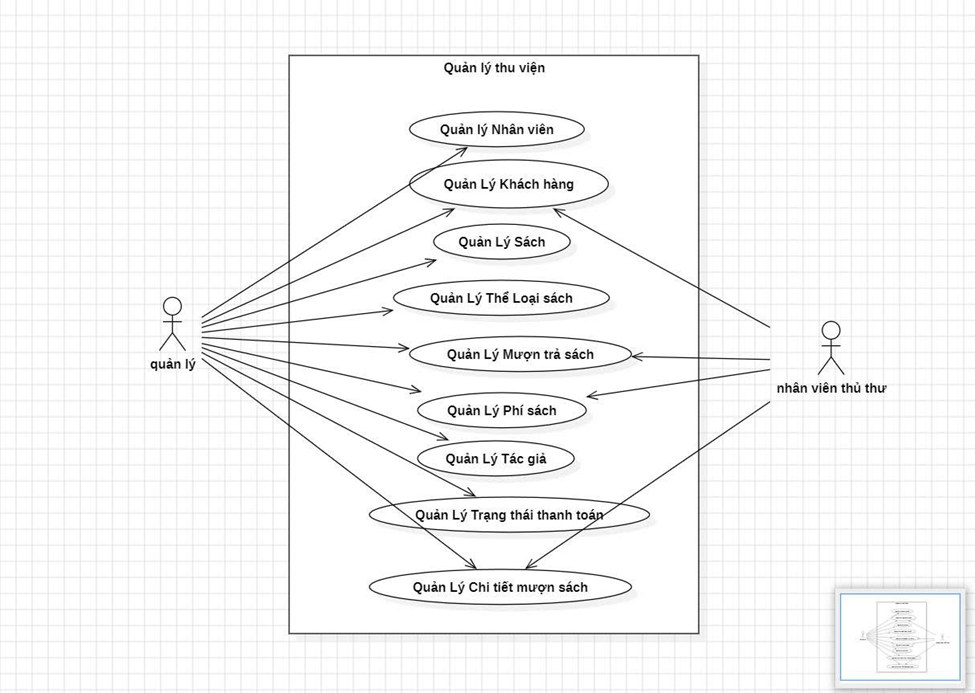 Quản lý thu viện
Quản lý Nhân viên
Quản Lý Khách hàng
Quản Lý Sách
Quản Lý Thể Loại sách
Quản Lý Mượn trả sách
Quản Lý Phí sách
Quản Lý Tác giả
Quản Lý Trạng thái thanh toán
Quản Lý Chi tiết mượn sách
quản lý
nhân viên thủ thư